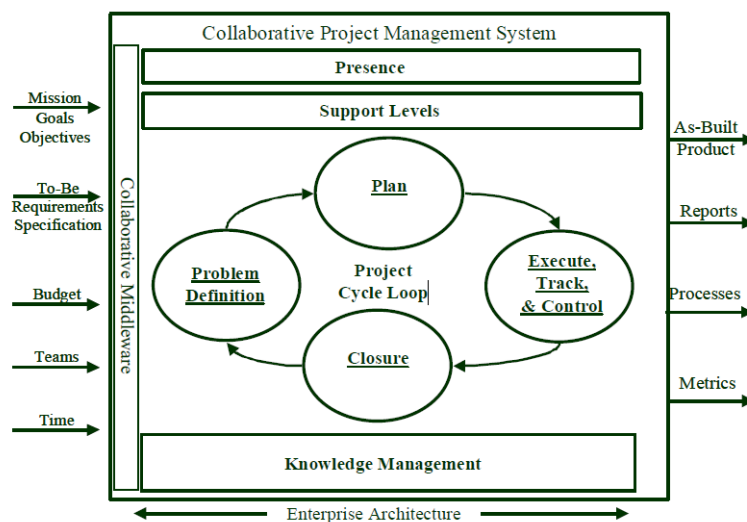 Collaborative Project Management System
Presence
Support Levels
Collaborative Middleware
Mission
Goals
Objectives
To-Be
Requirements
Specification
Budget
Teams
Time
Plan
Problem
Definition
Project
Cycle Loop
Execute,
Track,
& Control
Closure
Knowledge Management
As-Built
Product
Reports
Processes
Metrics
Enterprise Architecture